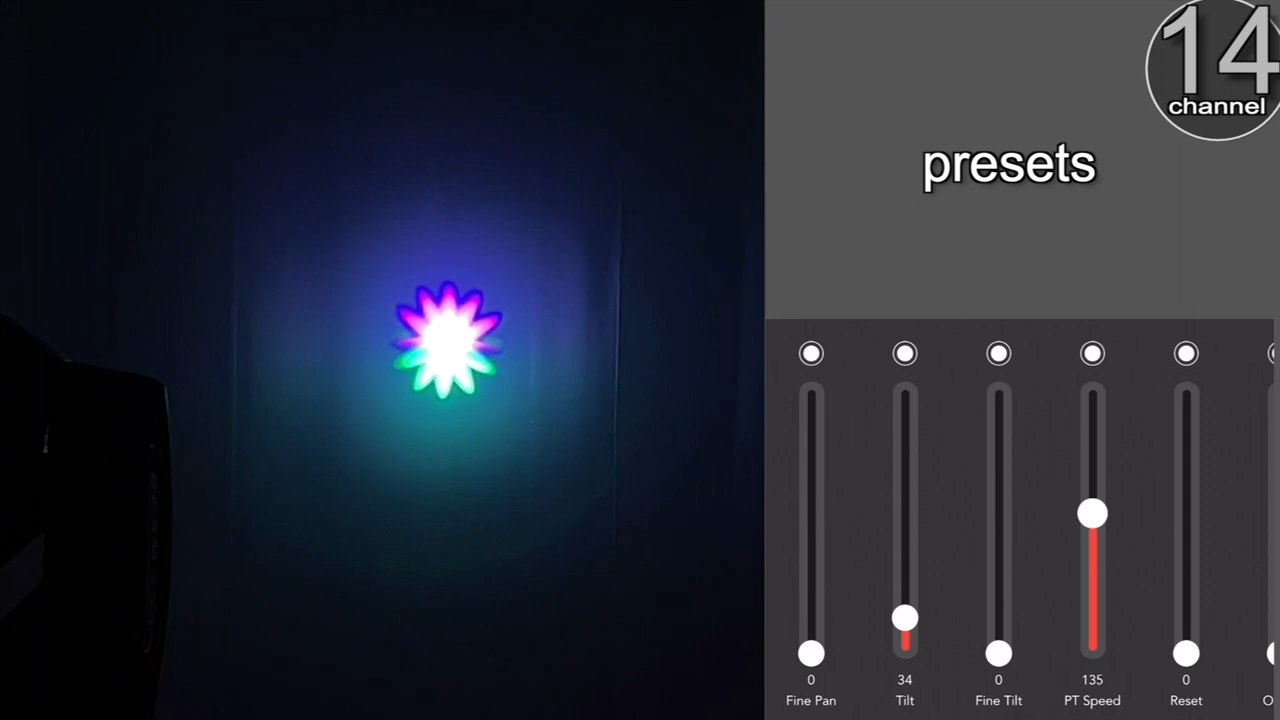 14
channel
presets
0
34
0
135
0
Fine Pan
Tilt
Fine Tilt
PT Speed
Reset